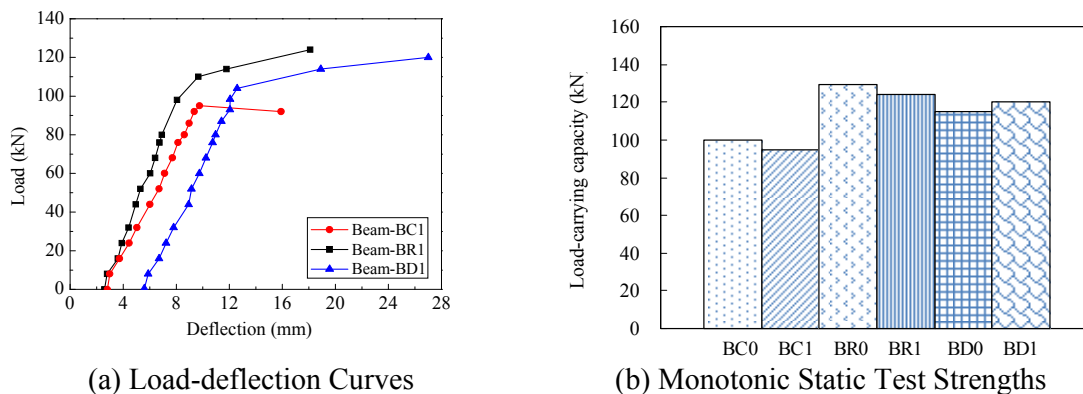 140
120
100
80
60
40
20
0
Load (kN)
Beam-BC1
Beam-BR1
Beam-BD1
0 4 8 12 16 20 24 28
Deflection (mm)
(a) Load-deflection Curves
160
140
120
100
80
60
40
20
0
Load-carrying capacity (kN)
BC0 BC1 BR0 BR1 BD0 BD1
(b) Monotonic Static Test Strengths